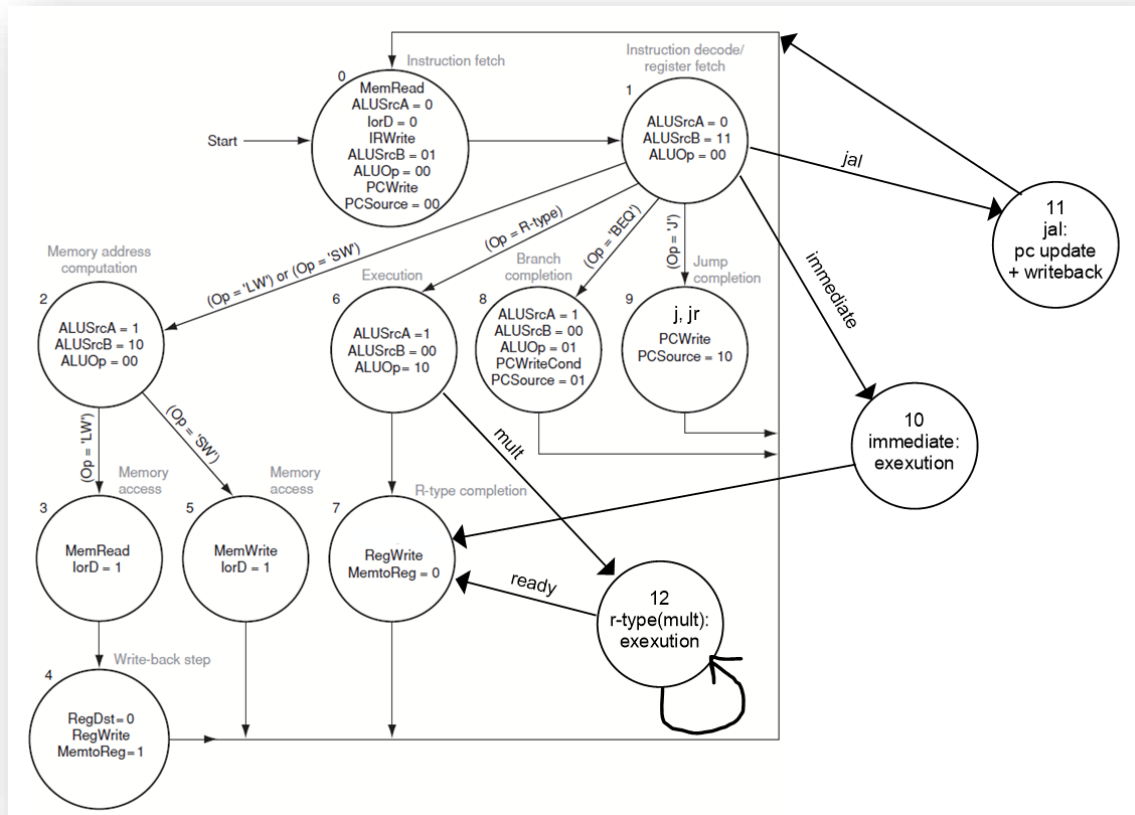 Instruction fetch
0
MemRead
ALUSrcA = 0
IorD = 0
IRWrite
ALUSrcB = 01
ALUOp = 00
PCWrite
PCSource = 00
Start
Instruction decode/
register fetch
1
ALUSrcA = 0
ALUSrcB = 11
ALUOp = 00
jal
11
jal:
pc update
+ writeback
immediate
(Op = 'LW') or (Op = 'SW')
(Op = R-type)
(Op = 'BEQ')
(Op = 'J')
Memory address
computation
2
ALUSrcA = 1
ALUSrcB = 10
ALUOp = 00
Execution
6
ALUSrcA =1
ALUSrcB = 00
ALUOp= 10
Branch
completion
8
ALUSrcA = 1
ALUSrcB = 00
ALUOp = 01
PCWriteCond
PCSource = 01
Jump
completion
9
j, jr
PCWrite
PCSource = 10
10
immediate:
exexution
(Op = 'LW')
(Op = 'SW')
mult
Memory
access
3
MemRead
IorD = 1
Memory
access
5
MemWrite
IorD = 1
R-type completion
7
RegWrite
MemtoReg = 0
ready
12
r-type(mult):
exexution
Write-back step
4
RegDst=0
RegWrite
MemtoReg=1